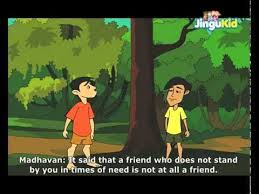 JinguKid
Madhavan: It said that a friend who does not stand
by you in times of need is not at all a friend.